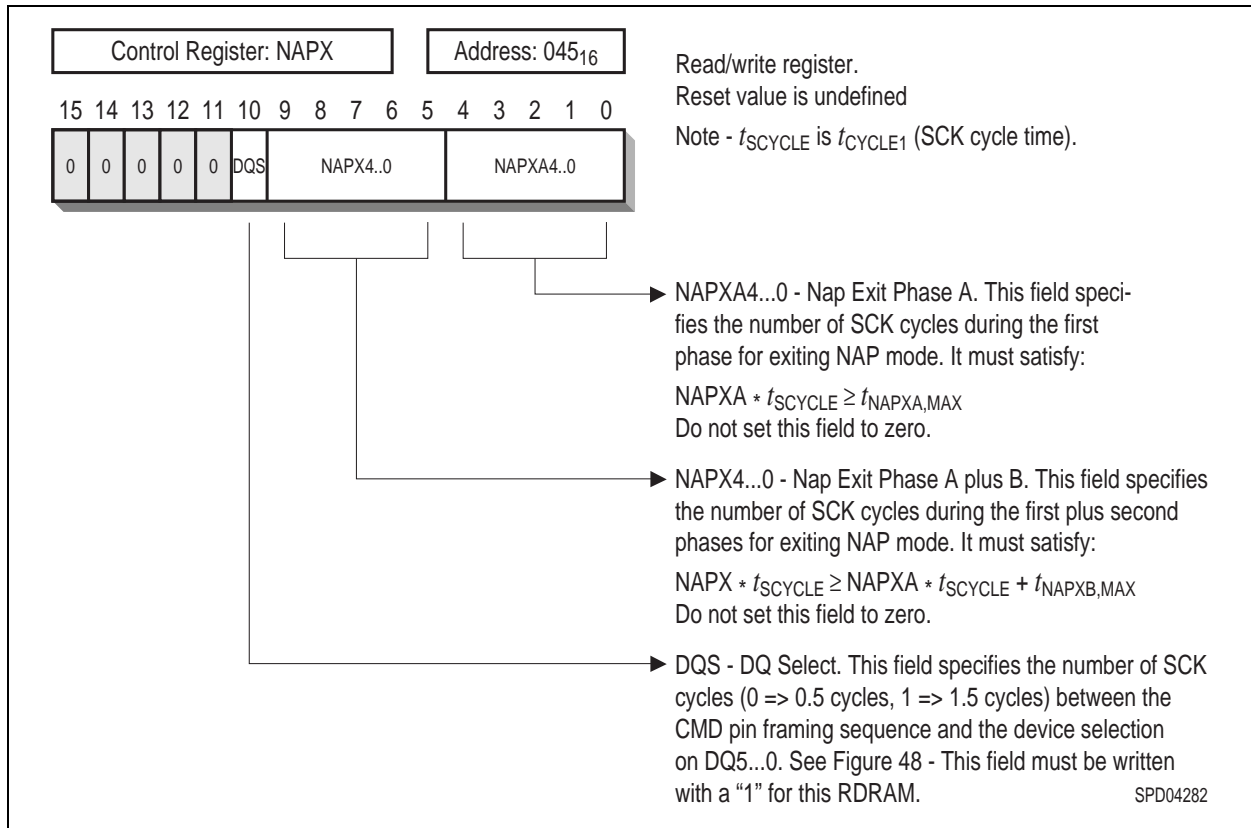 Control Register: NAPX
Address: 045₁₆
Read/write register.
Reset value is undefined
Note - tSCYCLE is tCYCLE1 (SCK cycle time).
15 14 13 12 11 10 9 8 7 6 5 4 3 2 1 0
0 0 0 0 0 DQS NAPX4..0 NAPXA4..0
NAPXA4...0 - Nap Exit Phase A. This field speci-
fies the number of SCK cycles during the first
phase for exiting NAP mode. It must satisfy:
NAPXA * tSCYCLE ≥ tNAPXA,MAX
Do not set this field to zero.
NAPX4...0 - Nap Exit Phase A plus B. This field specifies
the number of SCK cycles during the first plus second
phases for exiting NAP mode. It must satisfy:
NAPX * tSCYCLE ≥ NAPXA * tSCYCLE + tNAPXB,MAX
Do not set this field to zero.
DQS - DQ Select. This field specifies the number of SCK
cycles (0 => 0.5 cycles, 1 => 1.5 cycles) between the
CMD pin framing sequence and the device selection
on DQ5...0. See Figure 48 - This field must be written
with a “1” for this RDRAM.
SPD04282